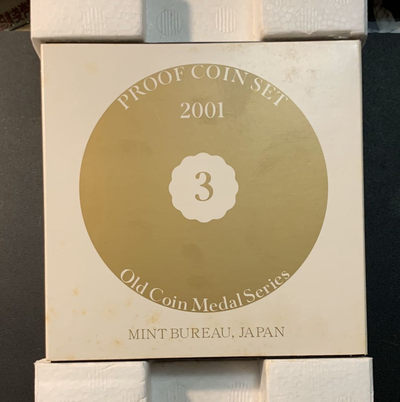 PROOF COIN SET
2001
3
Old Coin Medal Series
MINT BUREAU, JAPAN